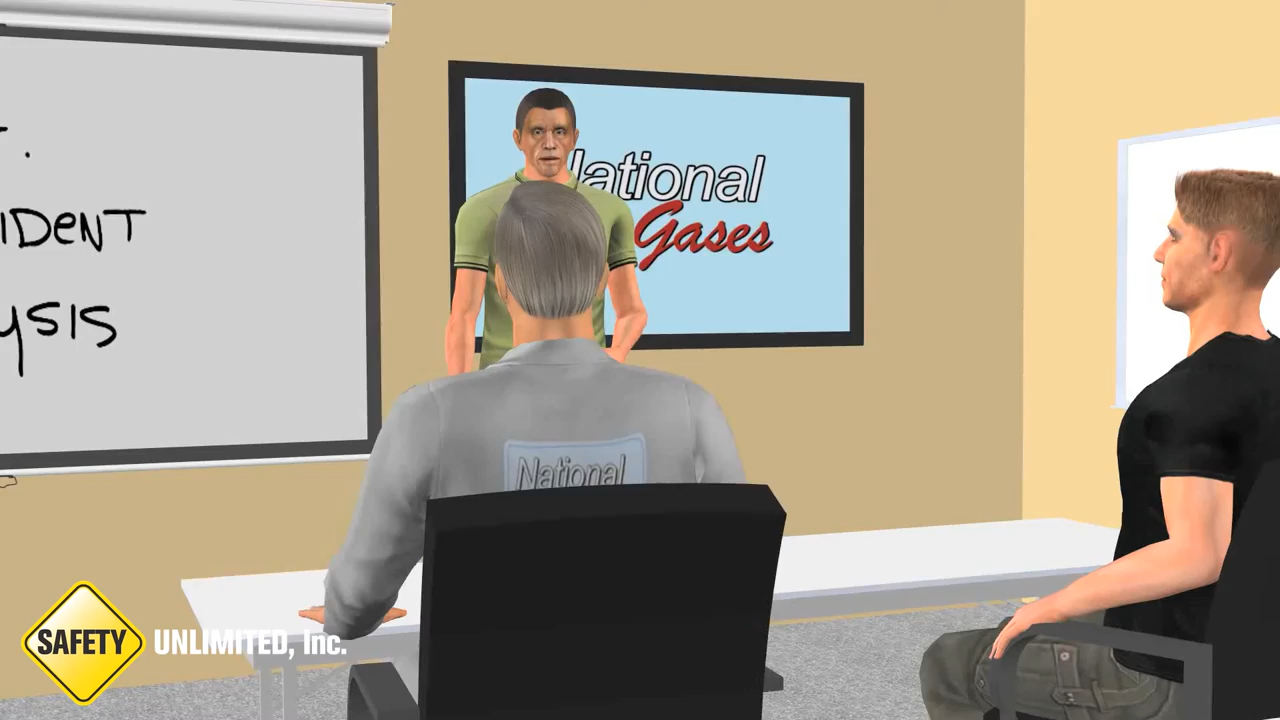 T.
IDeNT
YSIS
National
Gases
National
SAFETY UNLIMITED, Inc.